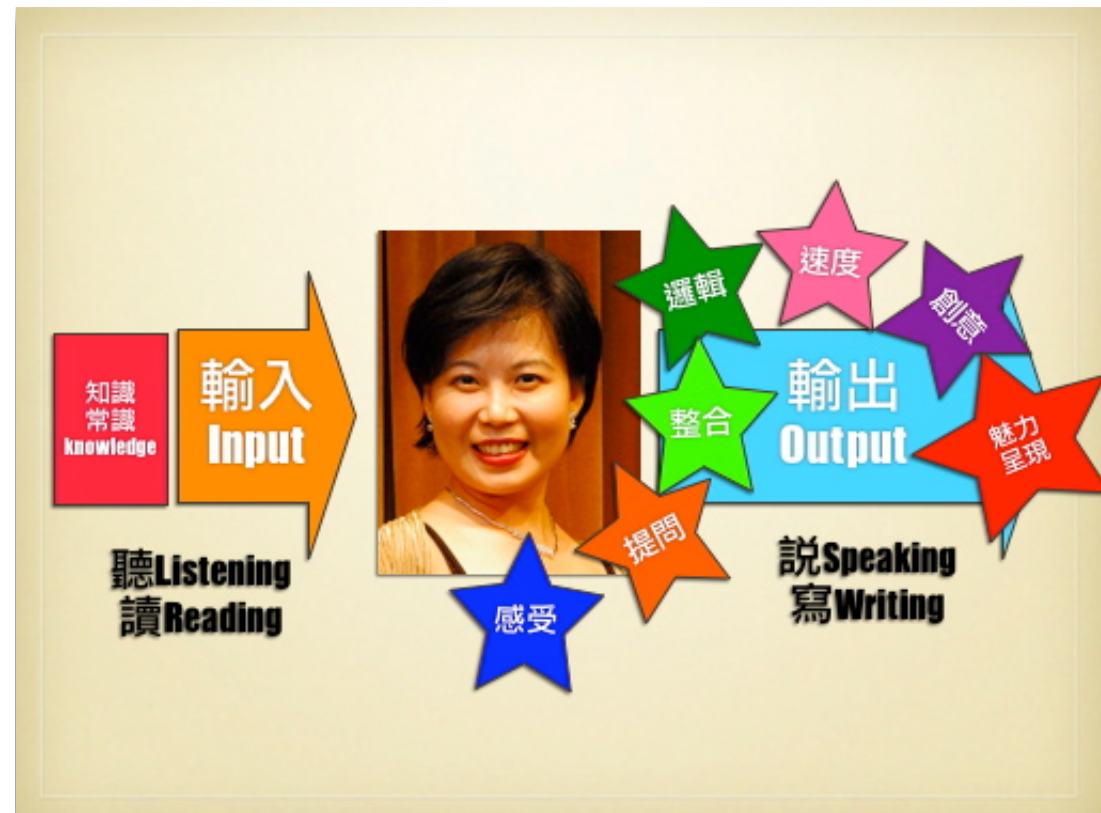 知識
常識
knowledge
輸入
Input
聽Listening
讀Reading
感受
提問
整合
邏輯
速度
創意
魅力
呈現
輸出
Output
説Speaking
寫Writing